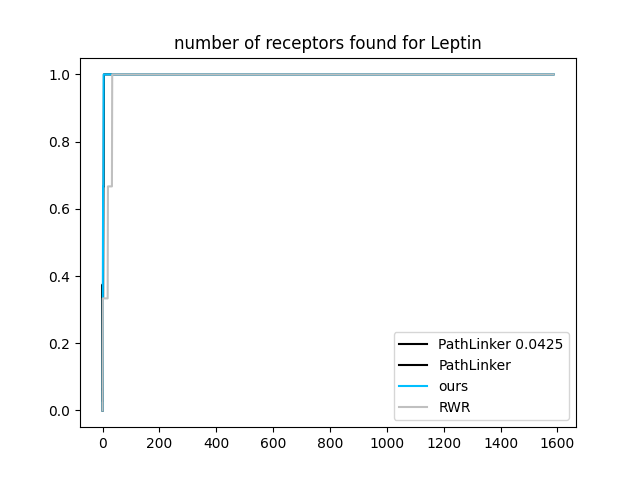 number of receptors found for Leptin
1.0
0.8
0.6
0.4
0.2
0.0
PathLinker 0.0425
PathLinker
ours
RWR
0 200 400 600 800 1000 1200 1400 1600